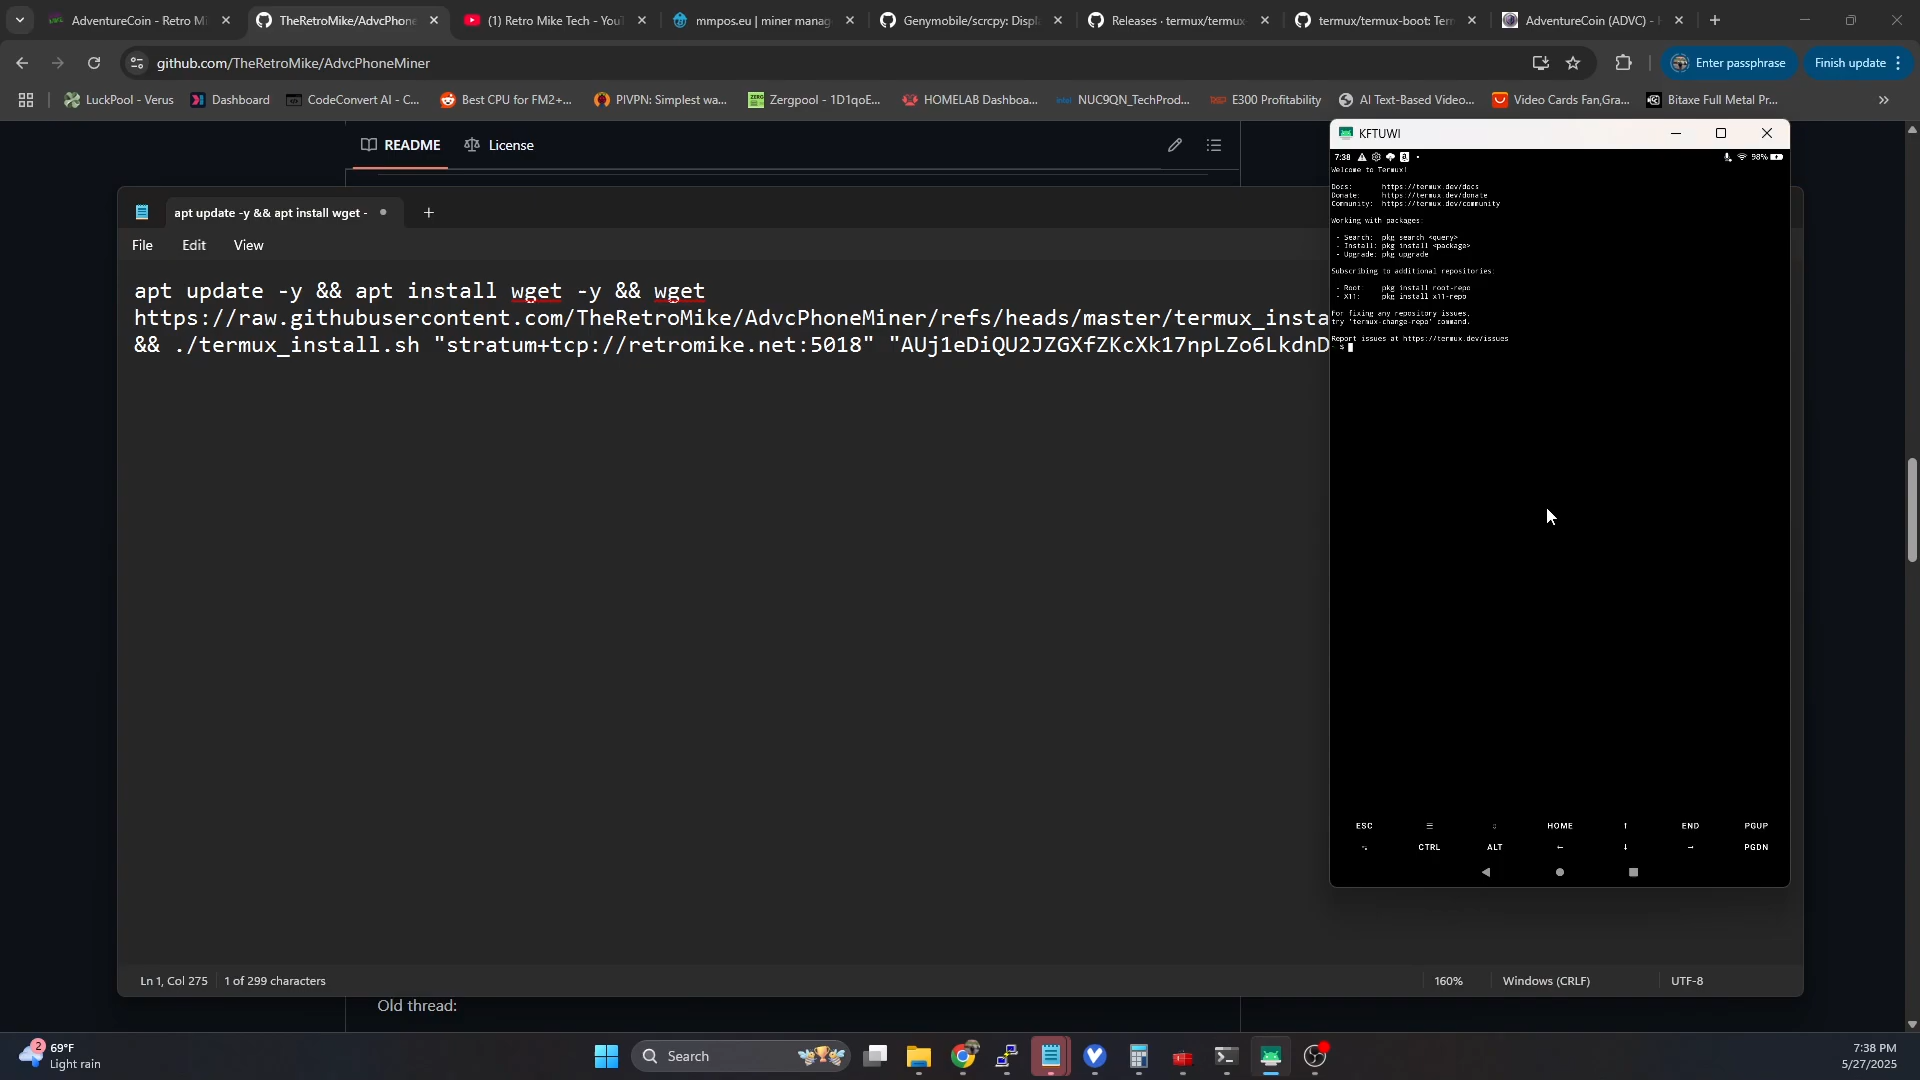 AdventureCoin - Retro Mi
TheRetroMike/AdvcPhone
(1) Retro Mike Tech - You
mmpos.eu | miner manag
Genymobile/scrcpy: Displ
Releases · termux/termux
termux/termux-boot: Ter
AdventureCoin (ADVC) -
github.com/TheRetroMike/AdvcPhoneMiner
Enter passphrase
Finish update
LuckPool - Verus
Dashboard
CodeConvert AI - C...
Best CPU for FM2+...
PIVPN: Simplest wa...
Zergpool - 1D1qoE...
HOMELAB Dashboa...
NUC9QN_TechProd...
E300 Profitability
AI Text-Based Video...
Video Cards Fan,Gra...
Bitaxe Full Metal Pr...
README
License
apt update -y && apt install wget -
File
Edit
View
apt update -y && apt install wget -y && wget
https://raw.githubusercontent.com/TheRetroMike/AdvcPhoneMiner/refs/heads/master/termux_insta
&& ./termux_install.sh "stratum+tcp://retromike.net:5018" "AUj1eDiQU2JZGXfZKcXk17npLZo6LkdnD
Ln 1, Col 275
1 of 299 characters
160%
Windows (CRLF)
UTF-8
Old thread:
KFTUWI
7:38
98%
Welcome to Termux!
Docs: https://termux.dev/docs
Donate: https://termux.dev/donate
Community: https://termux.dev/community
Working with packages:
- Search: pkg search <query>
- Install: pkg install <package>
- Upgrade: pkg upgrade
Subscribing to additional repositories:
- Root: pkg install root-repo
- X11: pkg install x11-repo
For fixing any repository issues,
try 'termux-change-repo' command.
Report issues at https://termux.dev/issues
~ $
ESC
HOME
↑
END
PGUP
CTRL
ALT
←
↓
→
PGDN
2
69°F
Light rain
Search
7:38 PM
5/27/2025